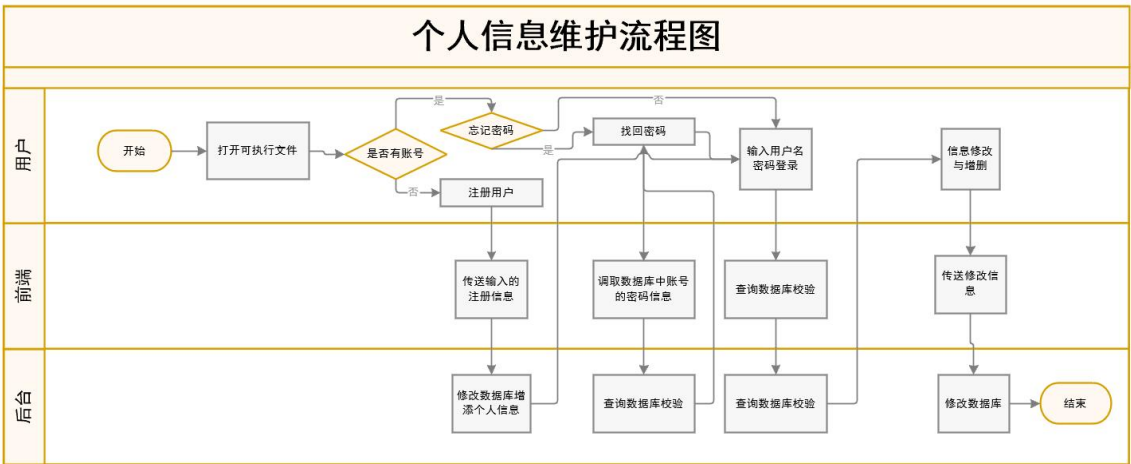 个人信息维护流程图
用户
开始
打开可执行文件
是否有账号
是
否
忘记密码
是
否
注册用户
找回密码
输入用户名
密码登录
信息修改
与增删
前端
传送输入的
注册信息
调取数据库中账号
的密码信息
查询数据库校验
传送修改信
息
后台
修改数据库增
添个人信息
查询数据库校验
查询数据库校验
修改数据库
结束